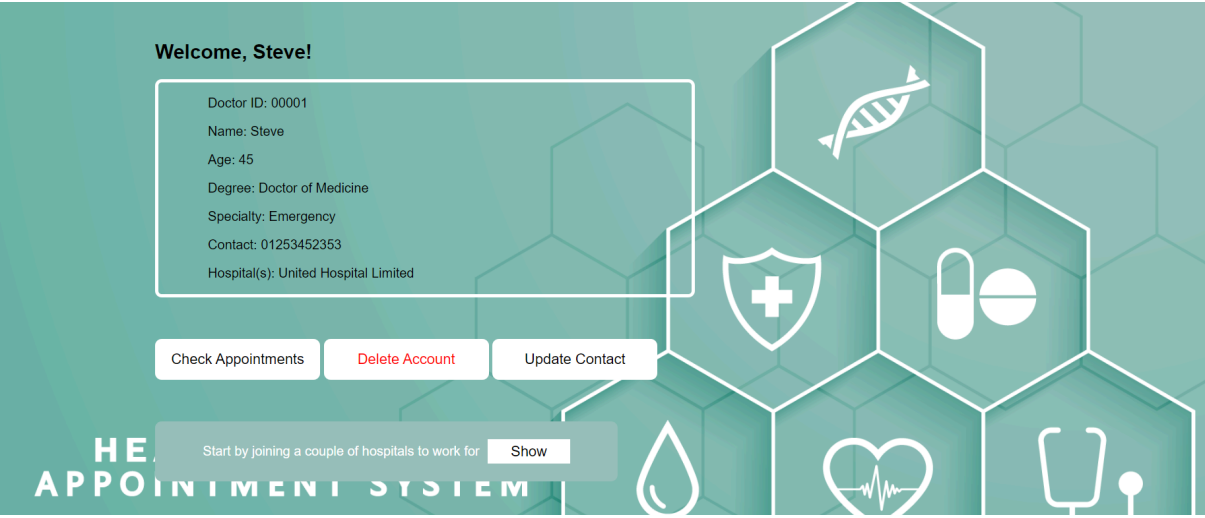 Welcome, Steve!
Doctor ID: 00001
Name: Steve
Age: 45
Degree: Doctor of Medicine
Specialty: Emergency
Contact: 01253452353
Hospital(s): United Hospital Limited
Check Appointments Delete Account Update Contact
Start by joining a couple of hospitals to work for Show
HE
APPOINTMENT SYSTEM